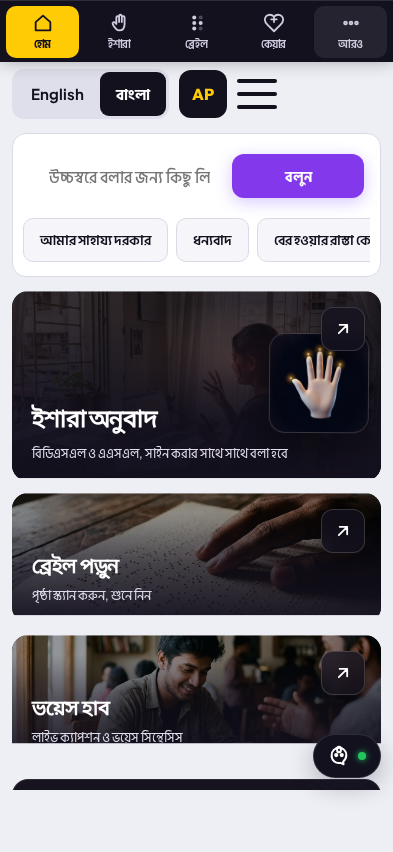 হোম
ইশারা
ব্রেইল
কেয়ার
আরও
English
বাংলা
AP
উচ্চস্বরে বলার জন্য কিছু লি
বলুন
আমার সাহায্য দরকার
ধন্যবাদ
বের হওয়ার রাস্তা কো
ইশারা অনুবাদ
বিডিএসএল ও এএসএল, সাইন করার সাথে সাথে বলা হবে
ব্রেইল পড়ুন
পৃষ্ঠা স্ক্যান করুন, শুনে নিন
ভয়েস হাব
লাইভ ক্যাপশন ও ভয়েস সিন্থেসিস